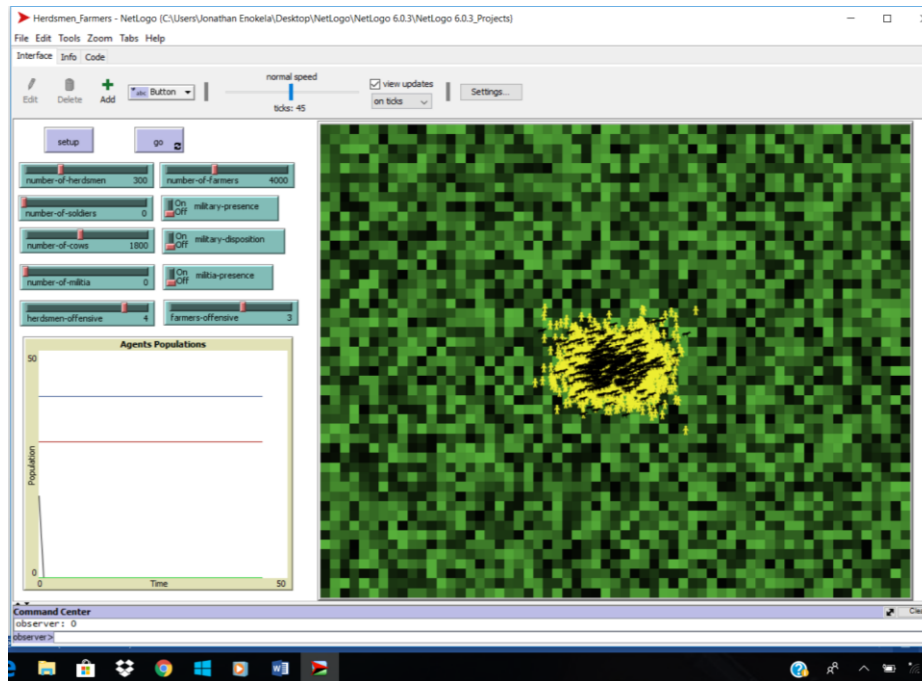 Herdsmen_Farmers - NetLogo {C:\Users\Jonathan Enokela\Desktop\NetLogo\NetLogo 6.0.3\NetLogo 6.0.3_Projects}
File Edit Tools Zoom Tabs Help
Interface Info Code
Edit Delete Add
abc Button
normal speed
ticks: 45
view updates
on ticks
Settings...
setup go
number-of-herdsmen 300 number-of-farmers 4000
number-of-soldiers 0 On Off military-presence
number-of-cows 1800 On Off military-disposition
number-of-militia 0 On Off militia-presence
herdsmen-offensive 4 farmers-offensive 3
Agents Populations
50
Population
0
0 Time 50
Command Center Clea
observer: 0
observer>